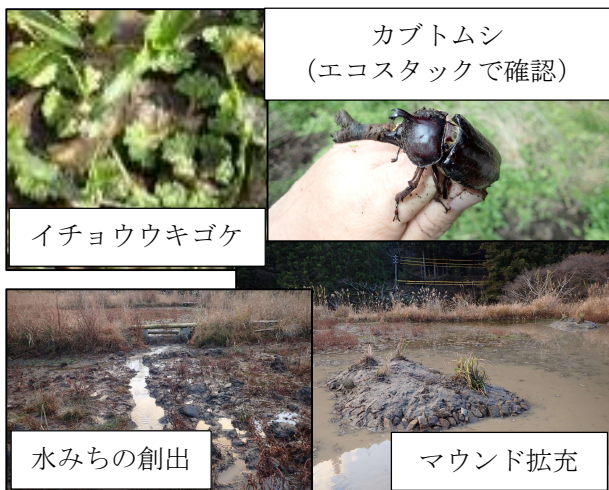 カブトムシ
（エコスタックで確認）
イチョウウキゴケ
水みちの創出
マウンド拡充